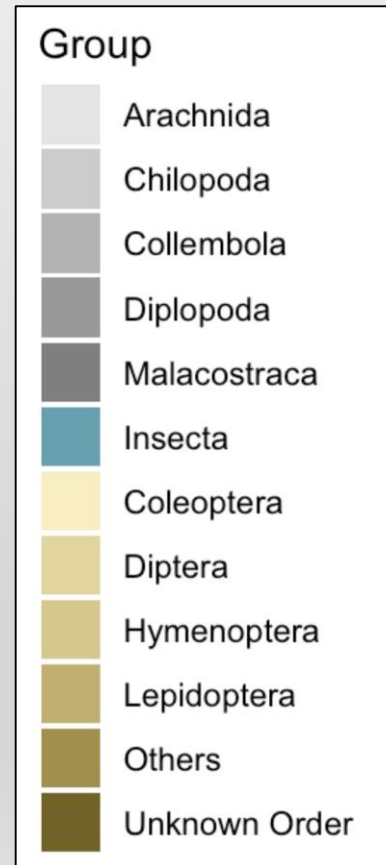 Group
Arachnida
Chilopoda
Collembola
Diplopoda
Malacostraca
Insecta
Coleoptera
Diptera
Hymenoptera
Lepidoptera
Others
Unknown Order